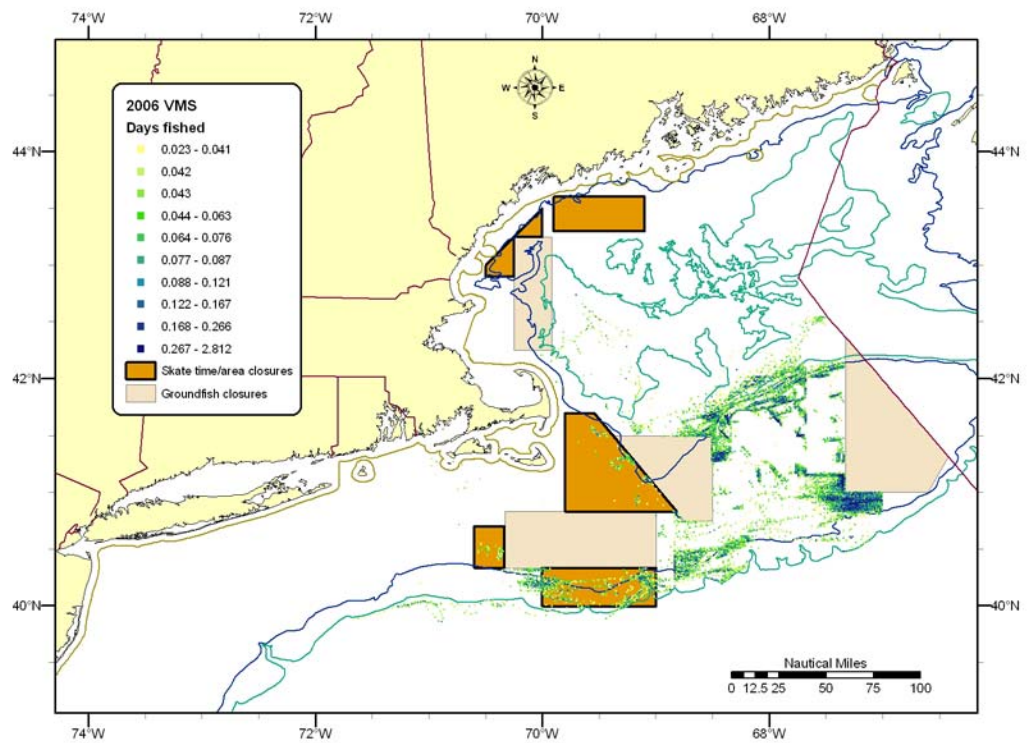 74°W 72°W 70°W 68°W
N
W E
S
2006 VMS
Days fished
0.023 - 0.041
0.042
0.043
0.044 - 0.063
0.064 - 0.076
0.077 - 0.087
0.088 - 0.121
0.122 - 0.167
0.168 - 0.266
0.267 - 2.812
Skate time/area closures
Groundfish closures
44°N 44°N
42°N 42°N
40°N 40°N
Nautical Miles
0 12.5 25 50 75 100
74°W 72°W 70°W 68°W